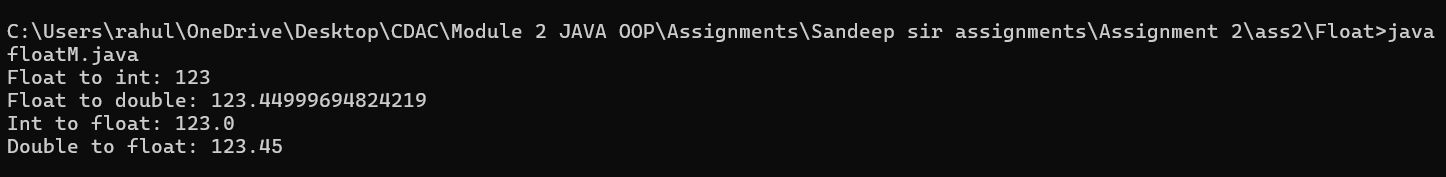 C:\Users\rahul\OneDrive\Desktop\CDAC\Module 2 JAVA OOP\Assignments\Sandeep sir assignments\Assignment 2\ass2\Float>java
floatM.java
Float to int: 123
Float to double: 123.44999694824219
Int to float: 123.0
Double to float: 123.45